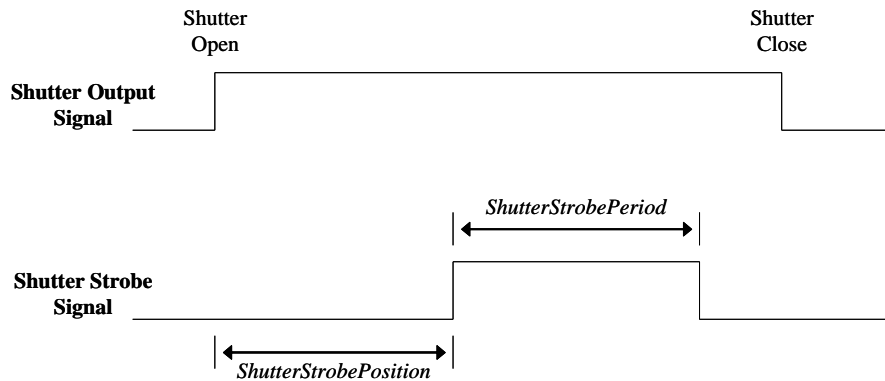 Shutter
Open
Shutter
Close
Shutter Output
Signal
ShutterStrobePeriod
Shutter Strobe
Signal
ShutterStrobePosition